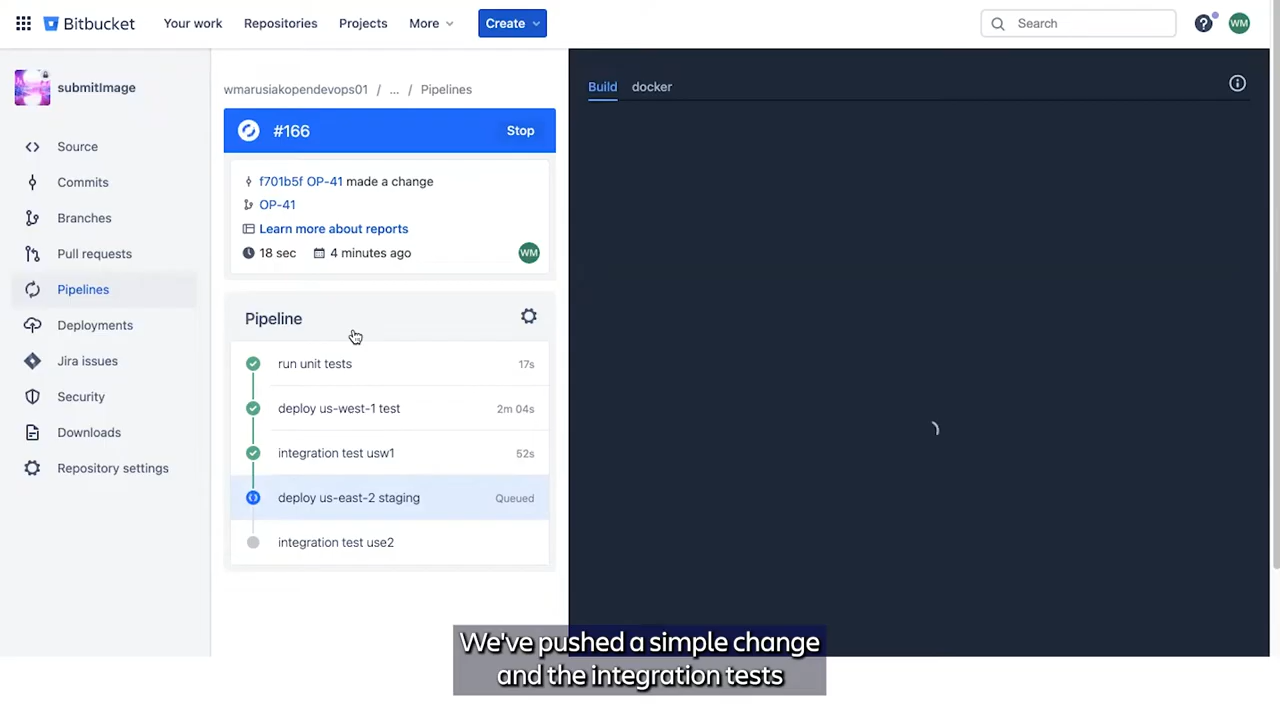 Bitbucket
Your work
Repositories
Projects
More
Create
Search
WM
submitImage
Source
Commits
Branches
Pull requests
Pipelines
Deployments
Jira issues
Security
Downloads
Repository settings
wmarusiakopendevops01 / ... / Pipelines
#166 Stop
f701b5f OP-41 made a change
OP-41
Learn more about reports
18 sec 4 minutes ago WM
Pipeline
run unit tests 17s
deploy us-west-1 test 2m 04s
integration test usw1 52s
deploy us-east-2 staging Queued
integration test use2
Build docker
We've pushed a simple change
and the integration tests